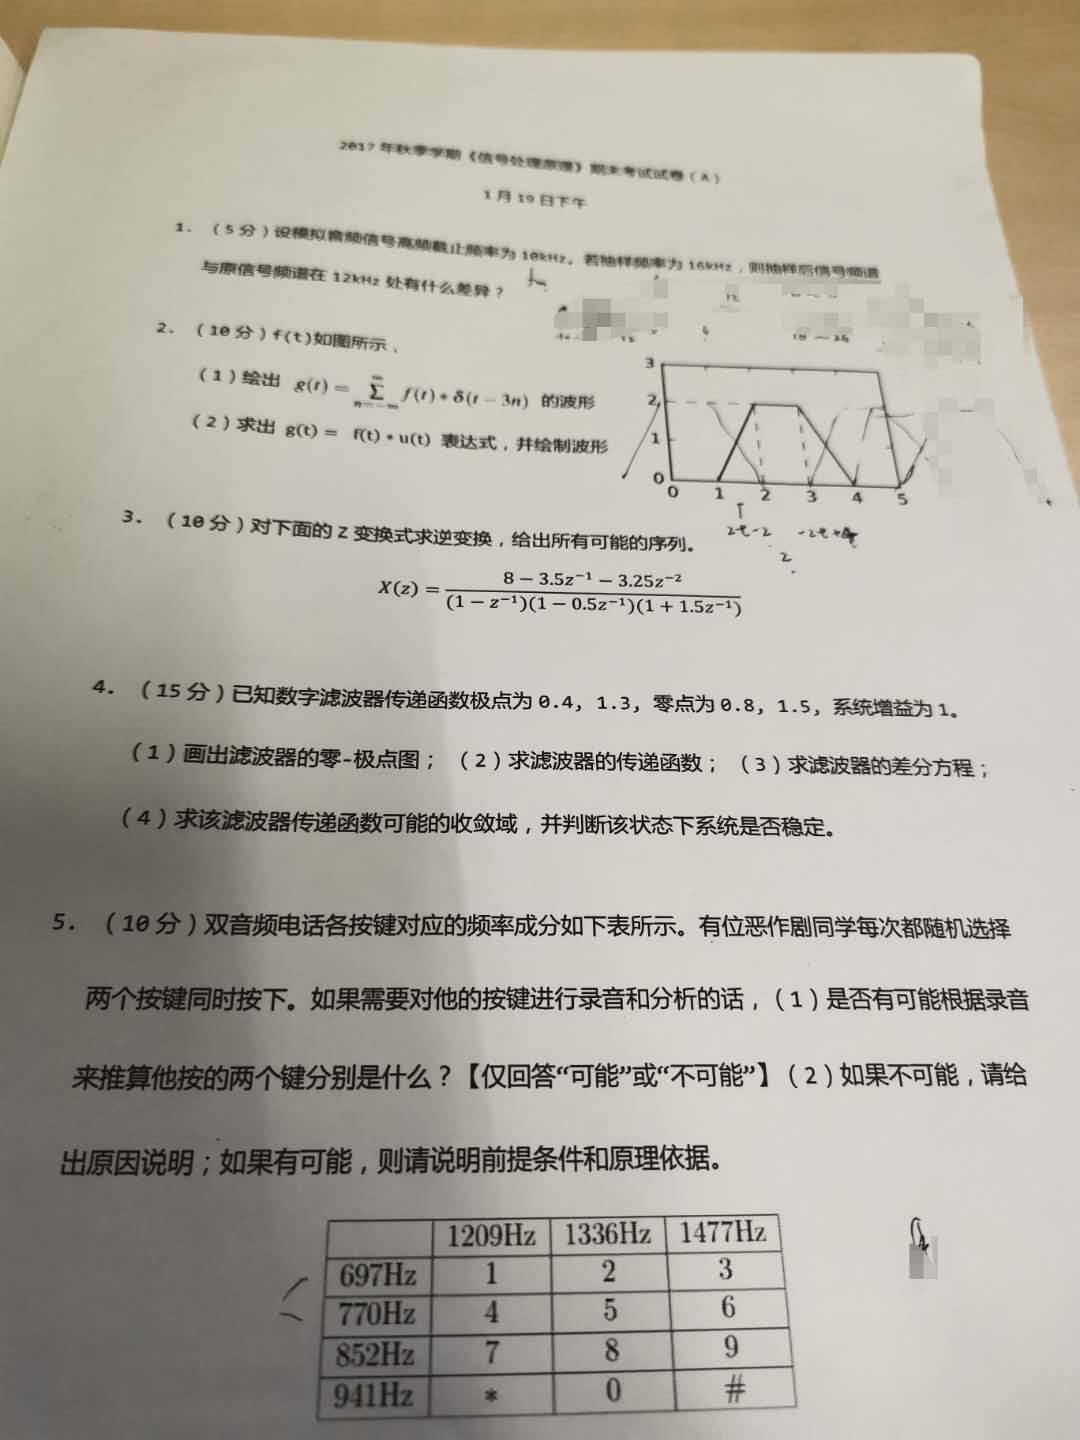 2017年秋季学期《信号处理原理》期末考试试卷（A）
1月19日下午
1. （5分）设模拟音频信号高频截止频率为10kHz。若抽样频率为16kHz，则抽样后信号频谱
与原信号频谱在12kHz处有什么差异？
2. （10分）f(t)如图所示，
（1）绘出 g(t) = ∑_{n=-∞}^{∞} f(t) * δ(t - 3n) 的波形
（2）求出 g(t) = f(t) * u(t) 表达式，并绘制波形
3
2
1
0
0 1 2 3 4 5
2t-2 -2t+4
2
3. （10分）对下面的Z变换式求逆变换，给出所有可能的序列。
X(z) = (8 − 3.5z⁻¹ − 3.25z⁻²) / ((1 − z⁻¹)(1 − 0.5z⁻¹)(1 + 1.5z⁻¹))
4. （15分）已知数字滤波器传递函数极点为0.4，1.3，零点为0.8，1.5，系统增益为1。
（1）画出滤波器的零-极点图；（2）求滤波器的传递函数；（3）求滤波器的差分方程；
（4）求该滤波器传递函数可能的收敛域，并判断该状态下系统是否稳定。
5. （10分）双音频电话各按键对应的频率成分如下表所示。有位恶作剧同学每次都随机选择
两个按键同时按下。如果需要对他的按键进行录音和分析的话，（1）是否有可能根据录音
来推算他按的两个键分别是什么？【仅回答“可能”或“不可能”】（2）如果不可能，请给
出原因说明；如果有可能，则请说明前提条件和原理依据。
1209Hz 1336Hz 1477Hz
697Hz 1 2 3
770Hz 4 5 6
852Hz 7 8 9
941Hz * 0 #